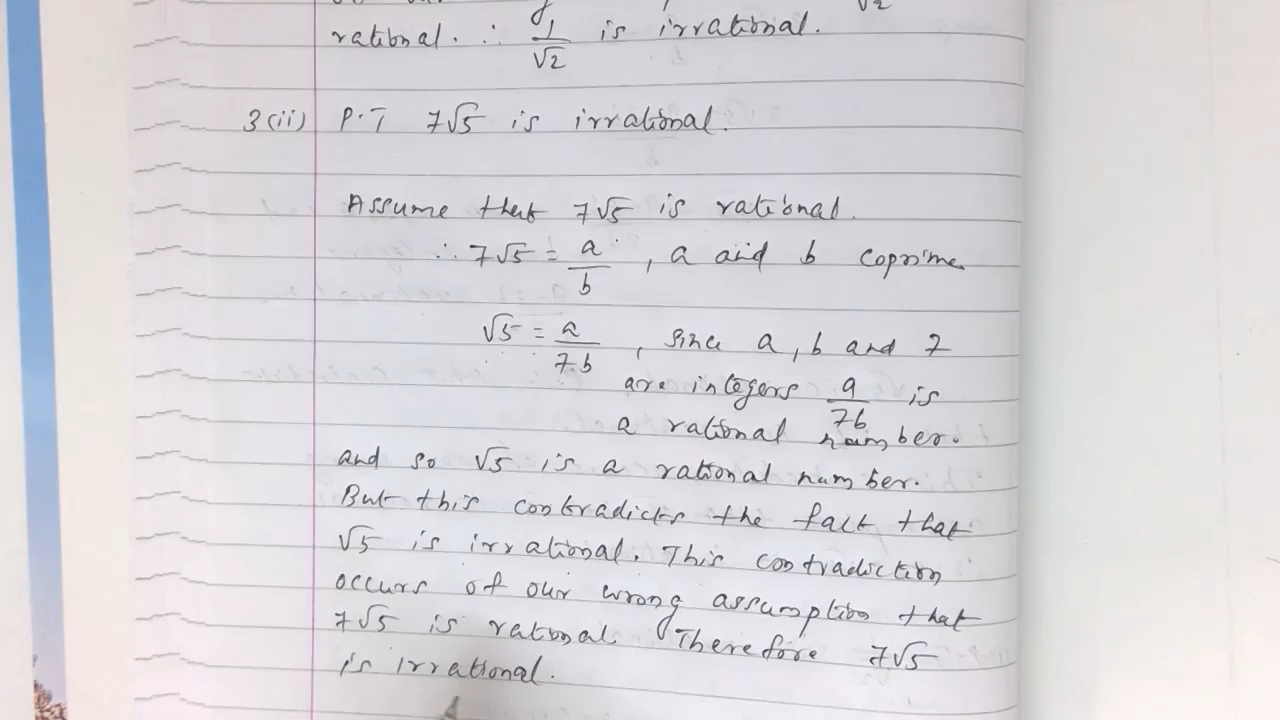 √2
rational. ∴ 1/√2 is irrational.
3(ii) P.T 7√5 is irrational.
Assume that 7√5 is rational.
∴ 7√5 = a/b, a and b coprime
√5 = a/7b, since a, b and 7
are integers a/7b is
a rational number.
and so √5 is a rational number.
But this contradicts the fact that
√5 is irrational. This contradiction
occurs of our wrong assumption that
7√5 is rational. Therefore 7√5
is irrational.